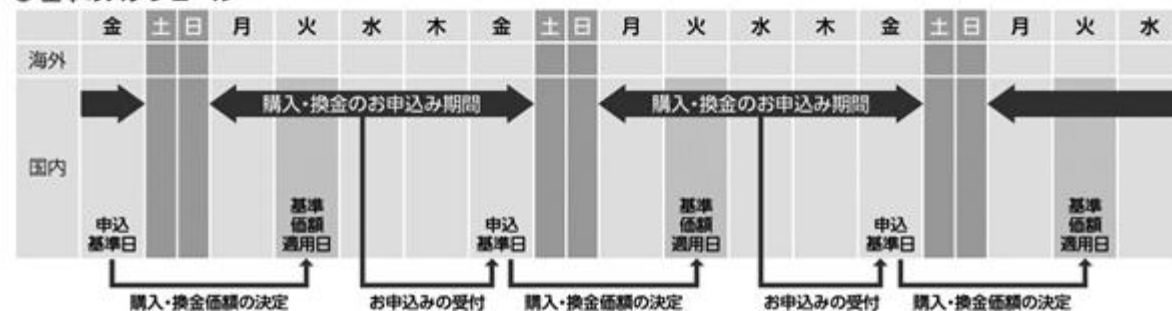 金 土 日 月 火 水 木 金 土 日 月 火 水 木 金 土 日 月 火 水
海外
購入・換金のお申込み期間 購入・換金のお申込み期間
国内
申込
基準日
基準
価額
適用日
申込
基準日
基準
価額
適用日
申込
基準日
基準
価額
適用日
購入・換金価額の決定 お申込みの受付 購入・換金価額の決定 お申込みの受付 購入・換金価額の決定